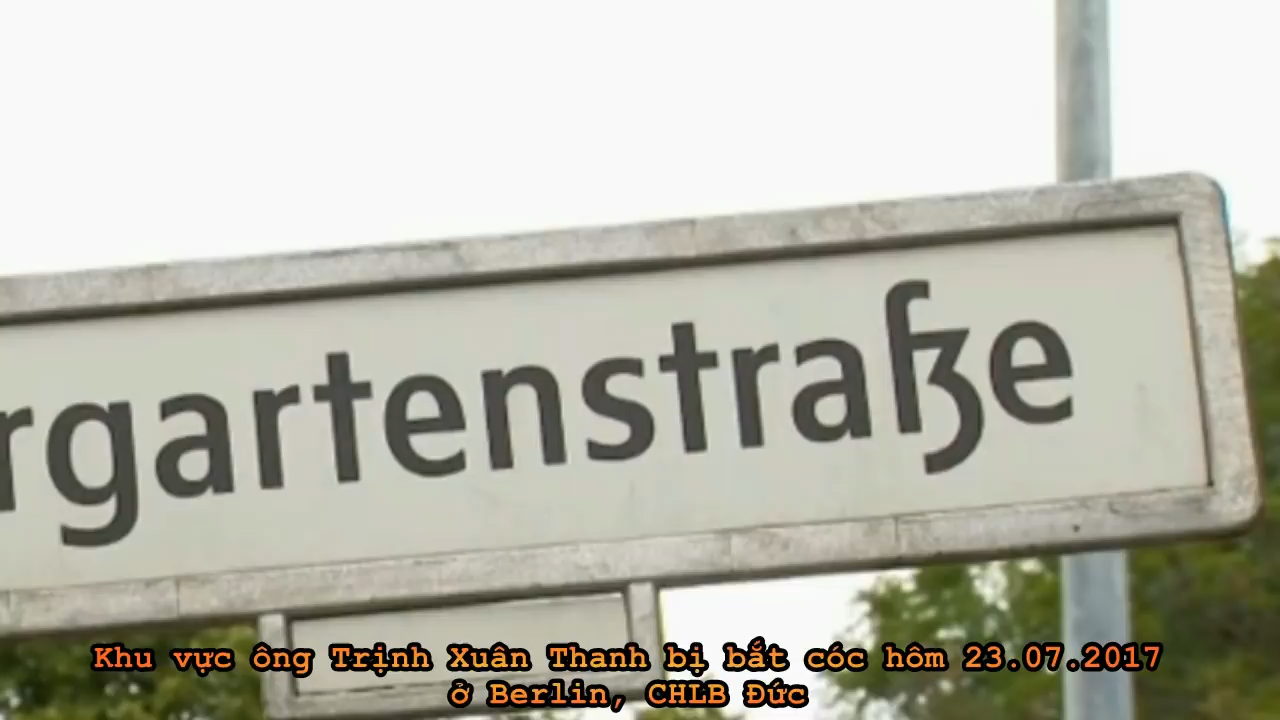 rgartenstraße
Khu vực ông Trịnh Xuân Thanh bị bắt cóc hôm 23.07.2017
ở Berlin, CHLB Đức